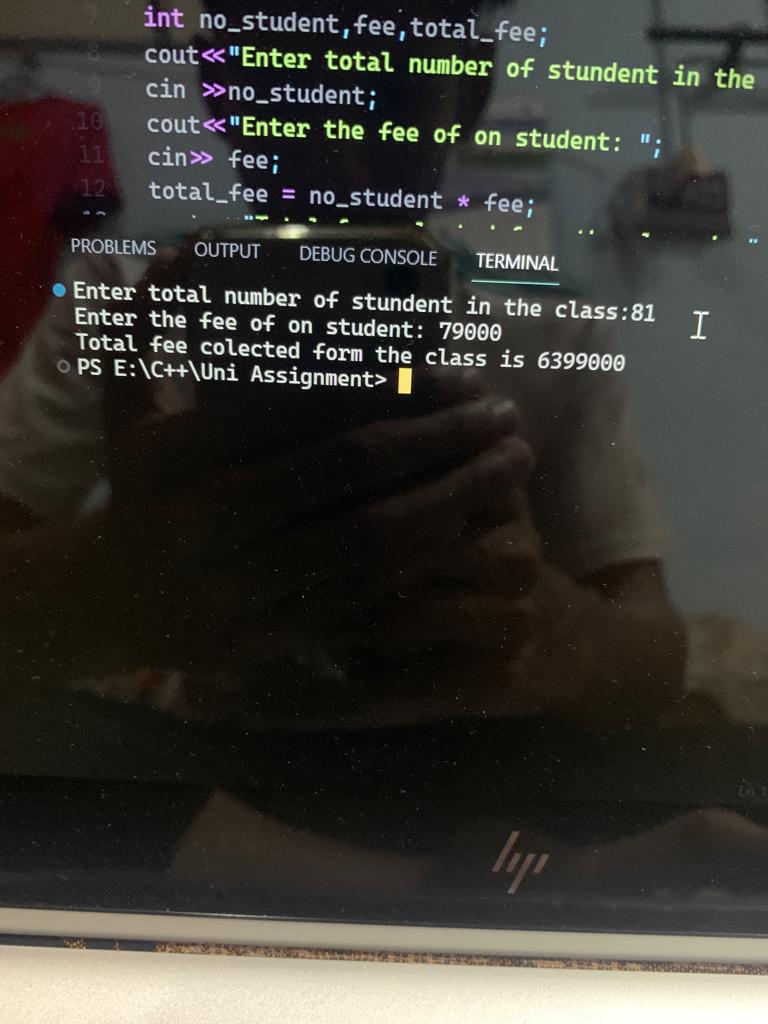 7 int no_student,fee,total_fee;
8 cout<<"Enter total number of stundent in the
9 cin >>no_student;
10 cout<<"Enter the fee of on student: ";
11 cin>> fee;
12 total_fee = no_student * fee;
PROBLEMS OUTPUT DEBUG CONSOLE TERMINAL
Enter total number of stundent in the class:81
Enter the fee of on student: 79000
Total fee colected form the class is 6399000
PS E:\C++\Uni Assignment>
hp